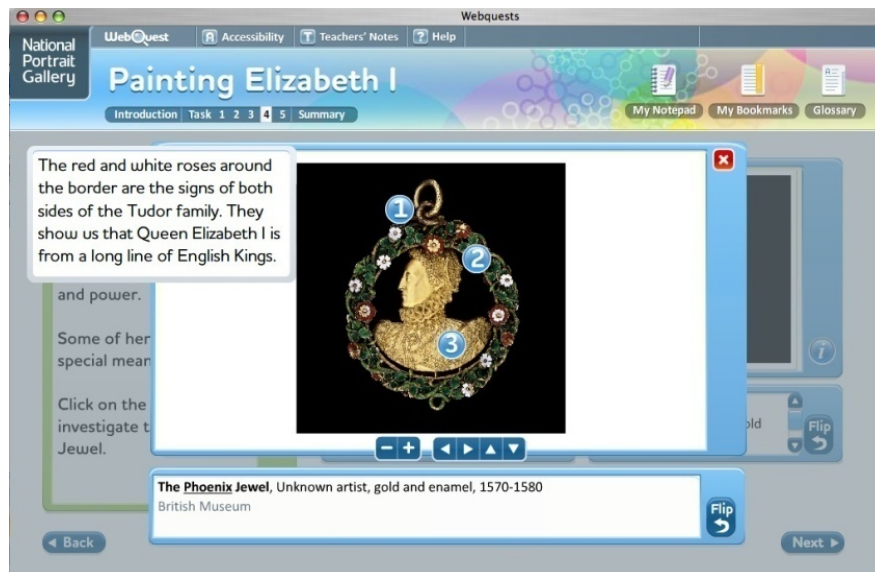 Webquests
National
Portrait
Gallery
WebQuest
Accessibility
T Teachers' Notes
? Help
Painting Elizabeth I
Introduction Task 1 2 3 4 5 Summary
My Notepad
My Bookmarks
Glossary
The red and white roses around
the border are the signs of both
sides of the Tudor family. They
show us that Queen Elizabeth I is
from a long line of English Kings.
and power.
Some of her
special mean
Click on the
investigate t
Jewel.
1
2
3
i
old
Flip
The Phoenix Jewel, Unknown artist, gold and enamel, 1570-1580
British Museum
Flip
Back
Next